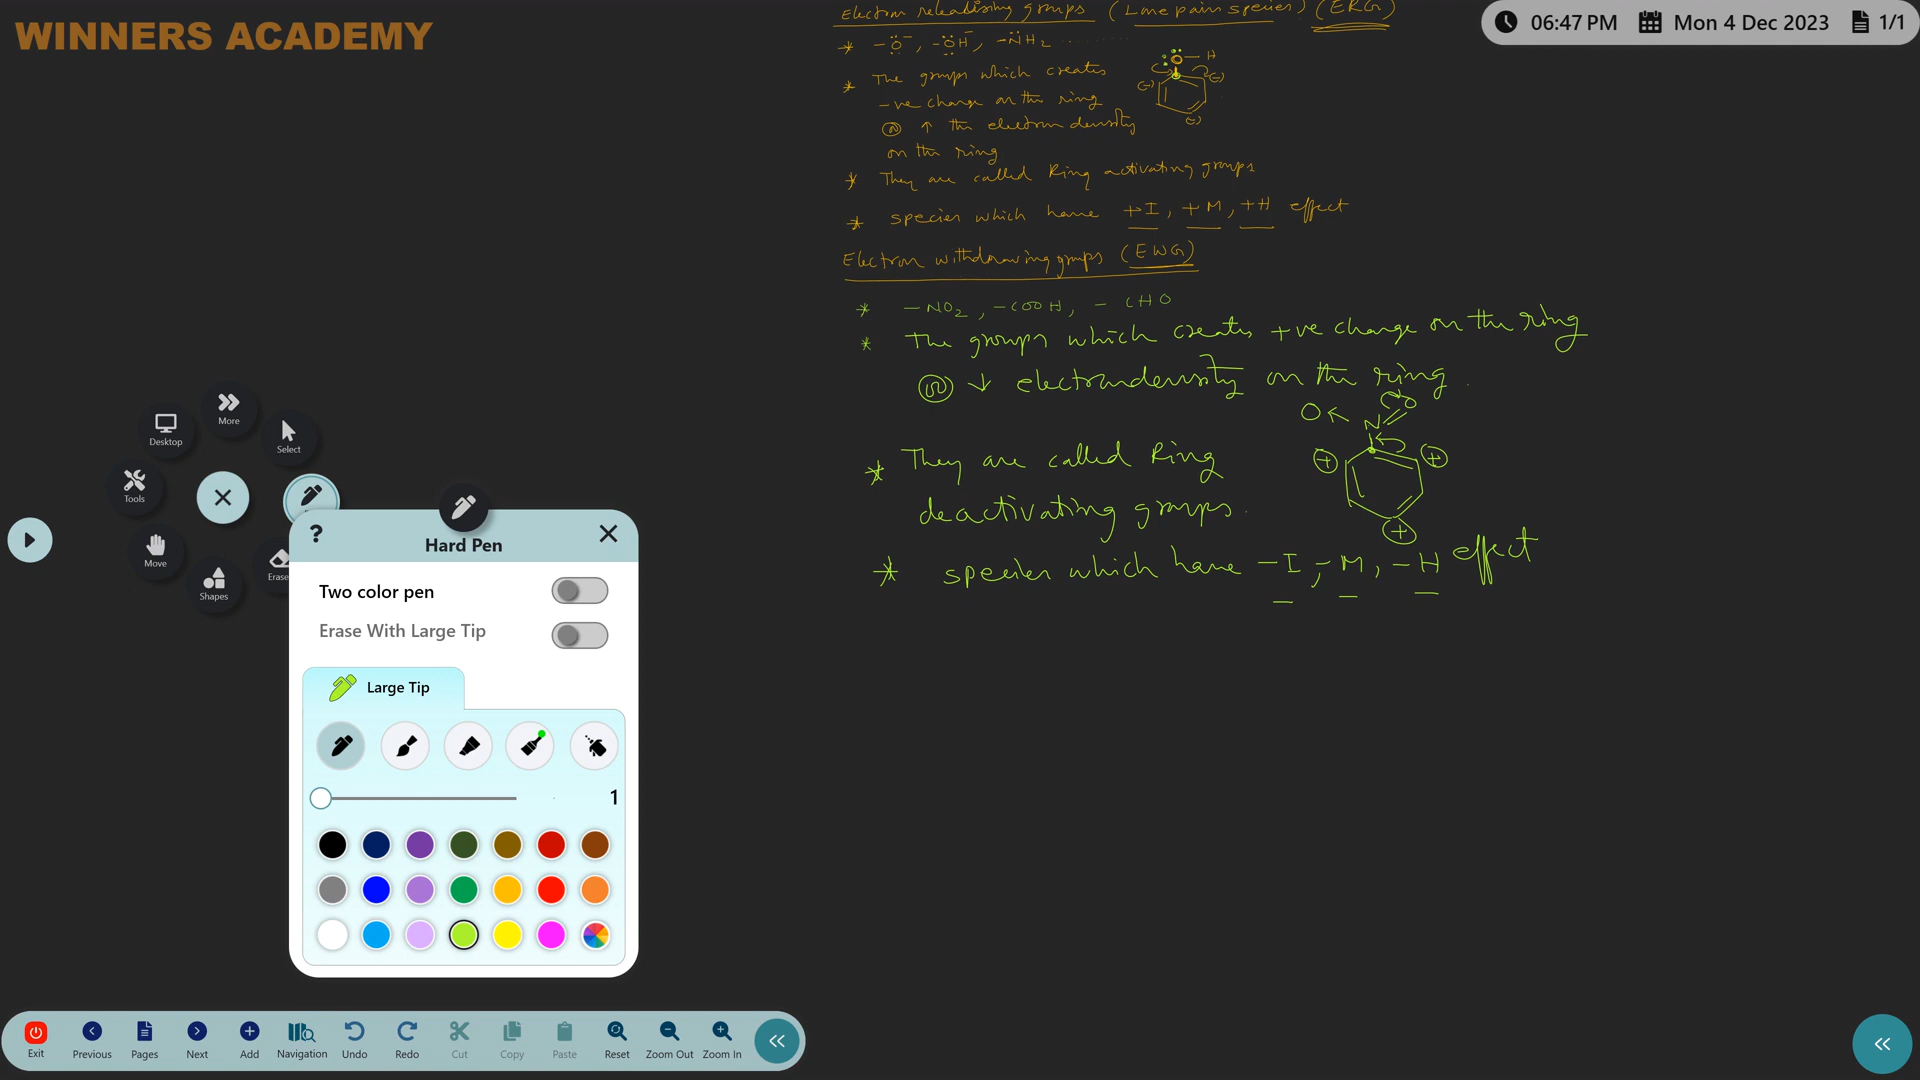 WINNERS ACADEMY
06:47 PM Mon 4 Dec 2023 1/1
Electron releasing groups (Lone pair species) (ERG)
* -O⁻, -OH, -NH2 ........
* The groups which creates
-ve charge on the ring
(or) ↑ the electron density
on the ring
* They are called Ring activating groups
* species which have +I, +M, +H effect
O-H
(-) (-)
(-)
Electron withdrawing groups (EWG)
* -NO2, -COOH, -CHO
* The groups which creates +ve charge on the ring
(or) ↓ electrondensity on the ring.
* They are called Ring
deactivating groups.
* species which have -I, -M, -H effect
O ← N = O
+ +
+
More
Desktop
Select
Tools
Move
Erase
Shapes
?
Hard Pen
Two color pen
Erase With Large Tip
Large Tip
1
Exit Previous Pages Next Add Navigation Undo Redo Cut Copy Paste Reset Zoom Out Zoom In